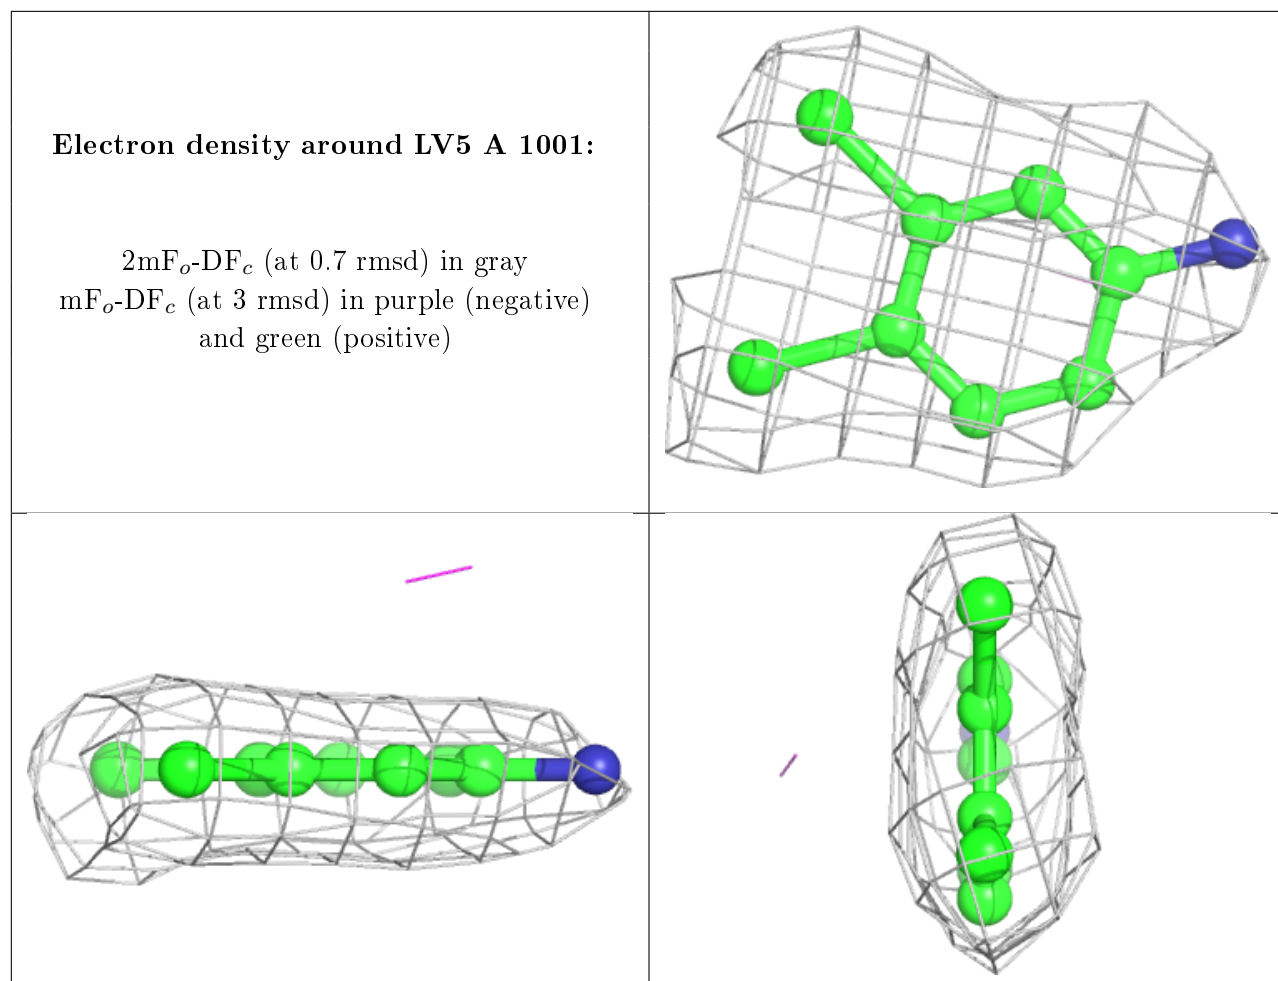 Electron density around LV5 A 1001:
2mFo-DFc (at 0.7 rmsd) in gray
mFo-DFc (at 3 rmsd) in purple (negative)
and green (positive)